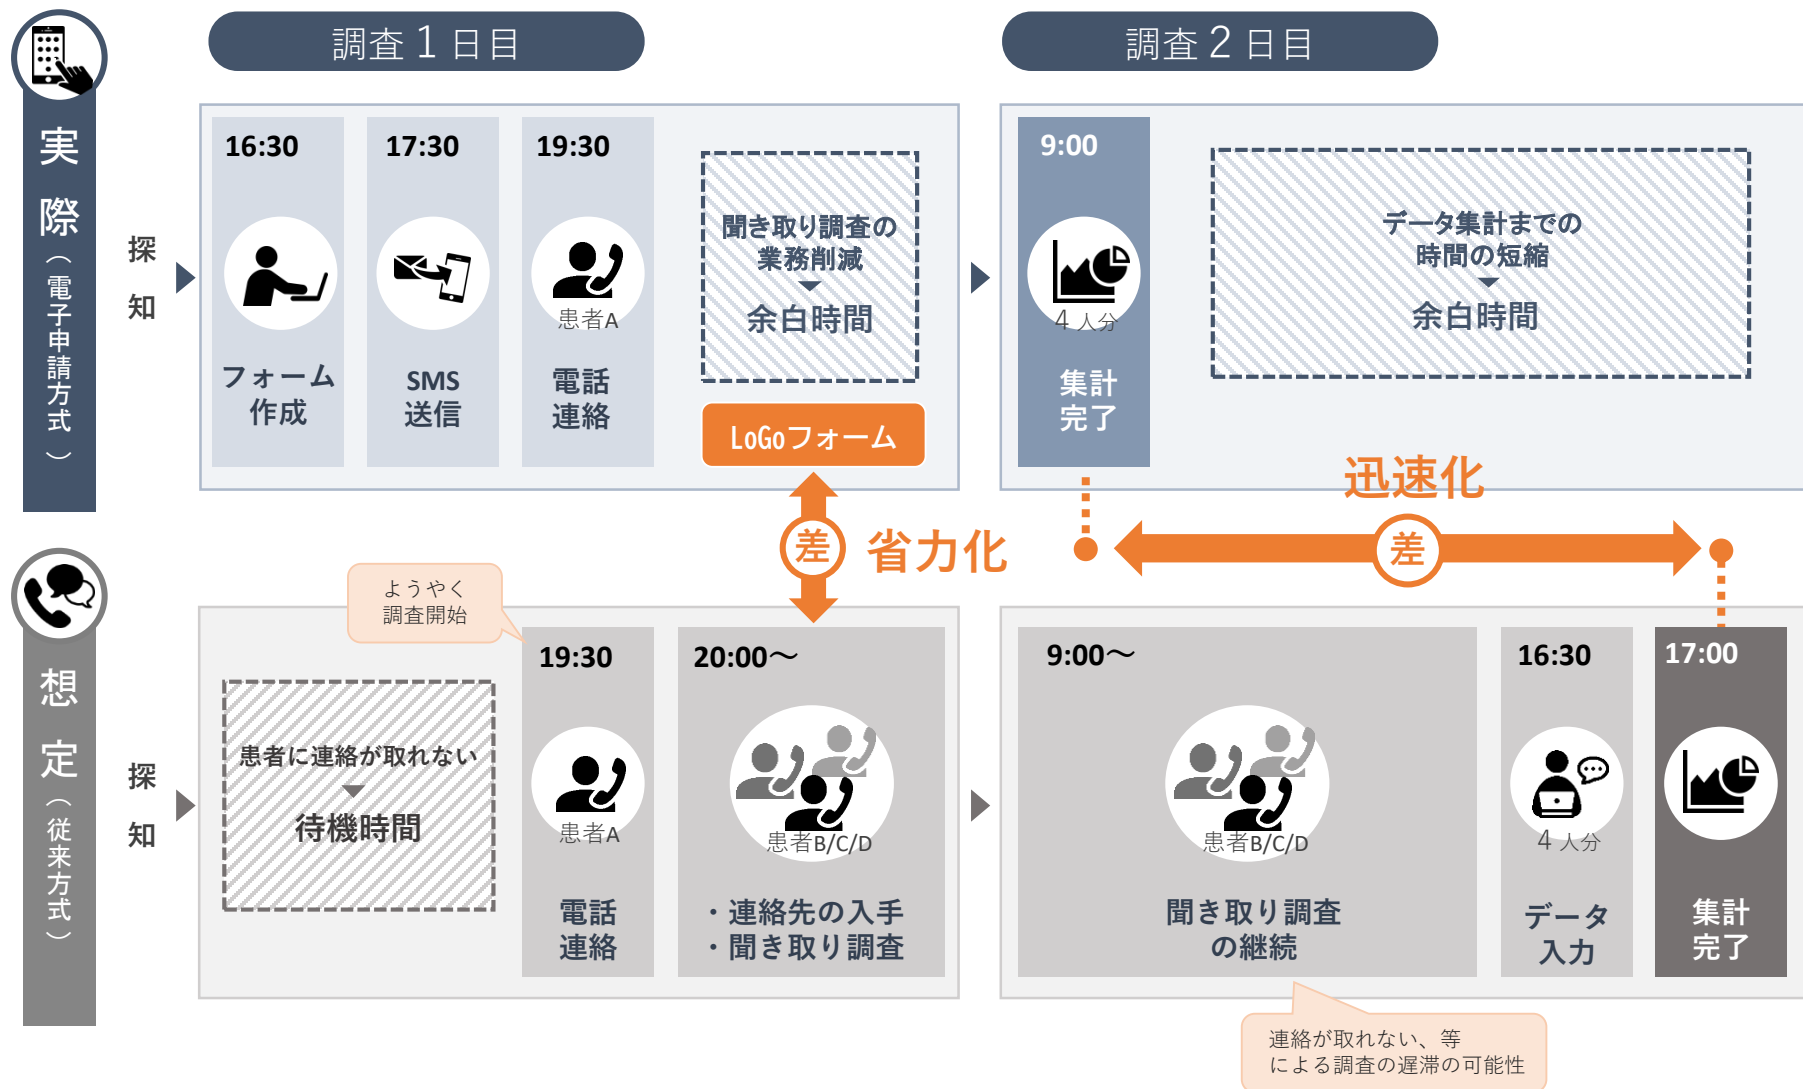 調査１日目
調査２日目
実際（電子申請方式）
探知
16:30
フォーム
作成
17:30
SMS
送信
19:30
患者A
電話
連絡
聞き取り調査の
業務削減
余白時間
LoGoフォーム
9:00
４人分
集計
完了
データ集計までの
時間の短縮
余白時間
差
省力化
迅速化
差
想定（従来方式）
探知
患者に連絡が取れない
待機時間
ようやく
調査開始
19:30
患者A
電話
連絡
20:00～
患者B/C/D
・連絡先の入手
・聞き取り調査
9:00～
患者B/C/D
聞き取り調査
の継続
16:30
４人分
データ
入力
17:00
集計
完了
連絡が取れない、等
による調査の遅滞の可能性